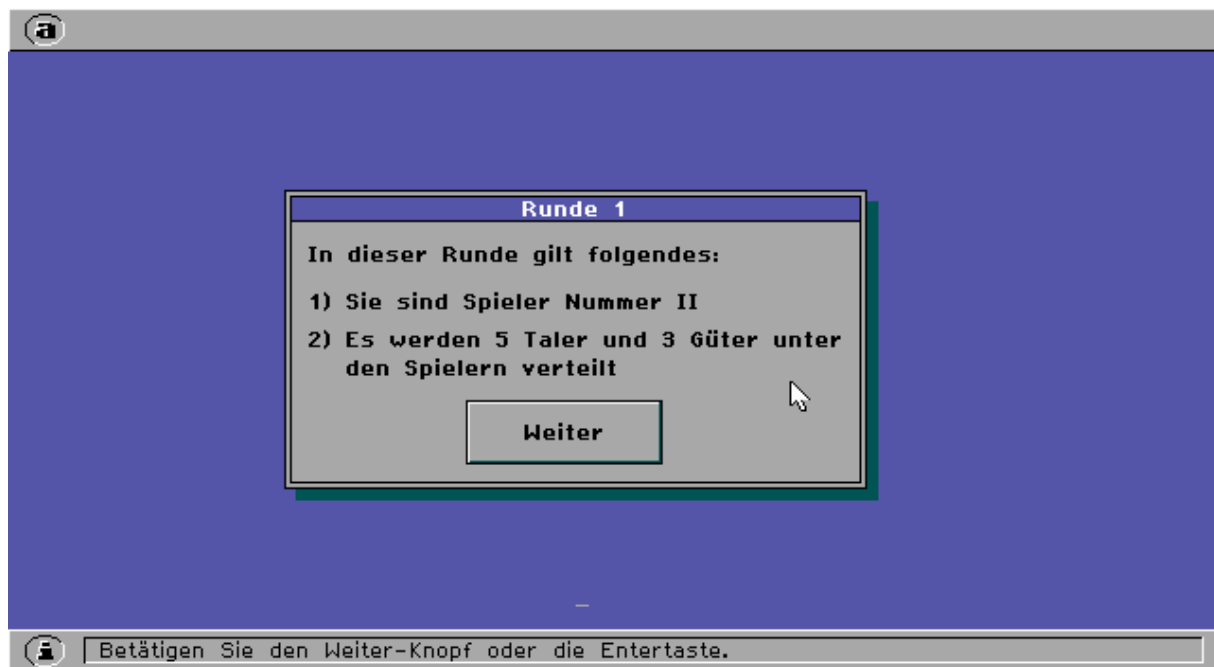 a
Runde 1
In dieser Runde gilt folgendes:
1) Sie sind Spieler Nummer II
2) Es werden 5 Taler und 3 Güter unter
den Spielern verteilt
Weiter
i
Betätigen Sie den Weiter-Knopf oder die Entertaste.